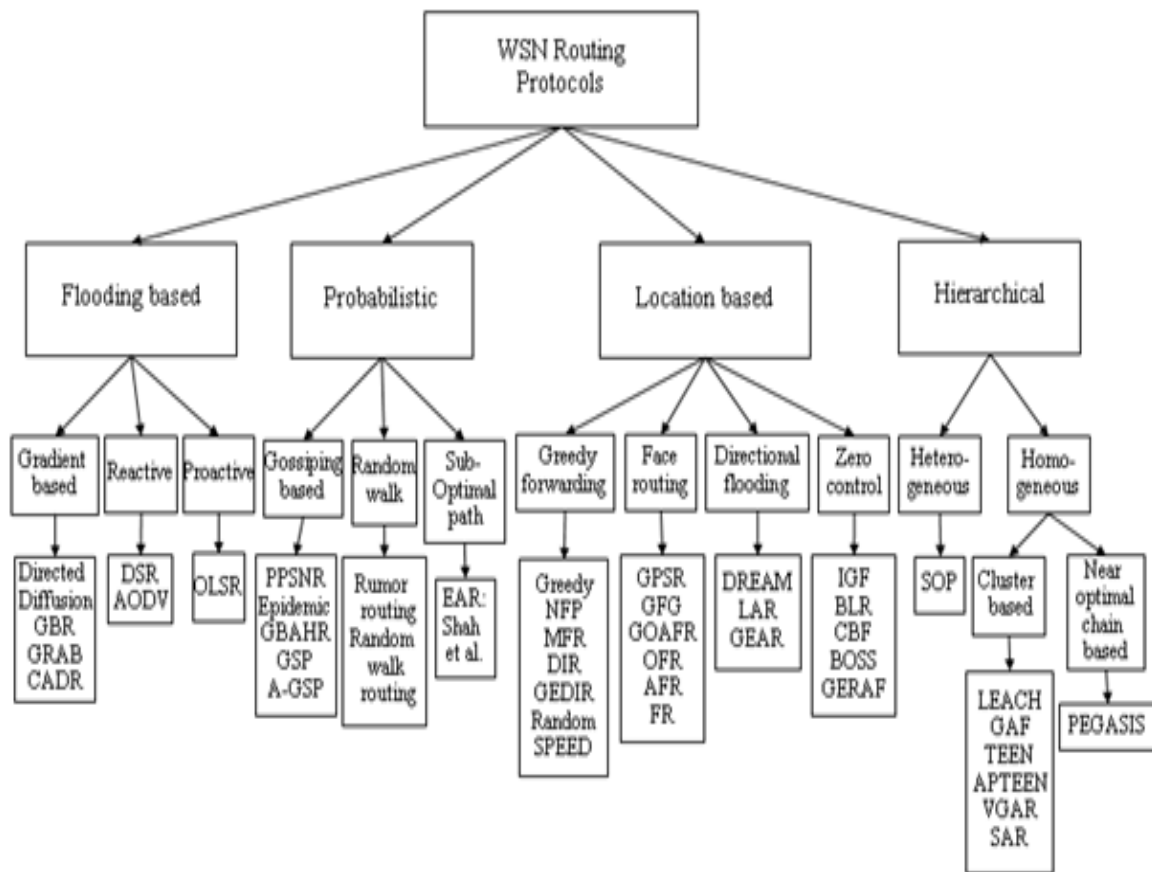 WSN Routing
Protocols
Flooding based
Probabilistic
Location based
Hierarchical
Gradient
based
Reactive
Proactive
Gossiping
based
Random
walk
Sub-
Optimal
path
Greedy
forwarding
Face
routing
Directional
flooding
Zero
control
Hetero-
geneous
Homo-
geneous
Directed
Diffusion
GBR
GRAB
CADR
DSR
AODV
OLSR
PPSNR
Epidemic
GBAHR
GSP
A-GSP
Rumor
routing
Random
walk
routing
EAR:
Shah
et al.
Greedy
NFP
MFR
DIR
GEDIR
Random
SPEED
GPSR
GFG
GOAFR
OFR
AFR
FR
DREAM
LAR
GEAR
IGF
BLR
CBF
BOSS
GERAF
SOP
Cluster
based
Near
optimal
chain
based
LEACH
GAF
TEEN
APTEEN
VGAR
SAR
PEGASIS